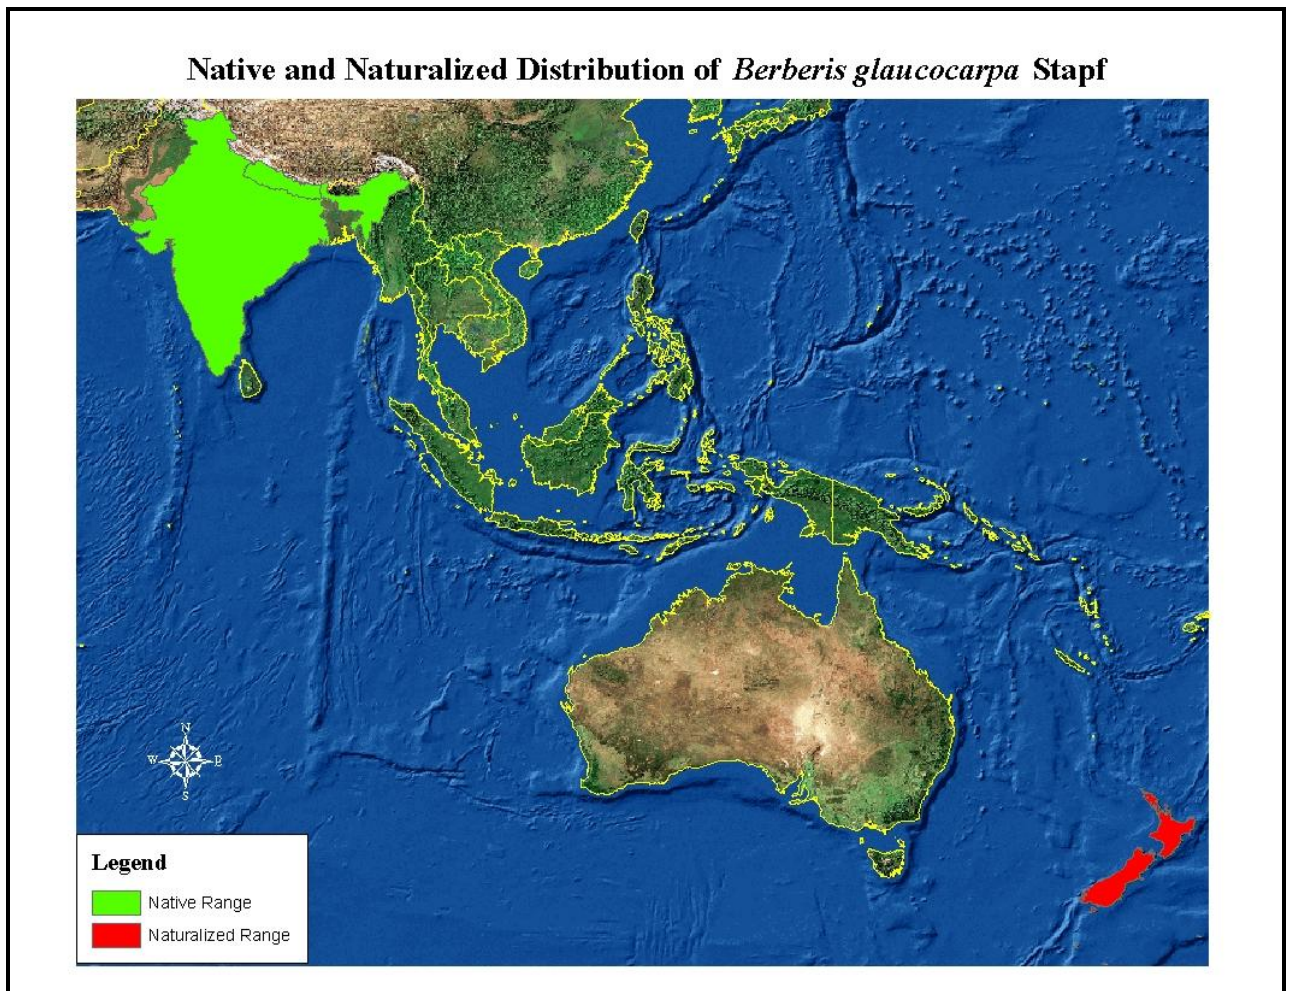 Native and Naturalized Distribution of Berberis glaucocarpa Stapf
N
W E
S
Legend
Native Range
Naturalized Range